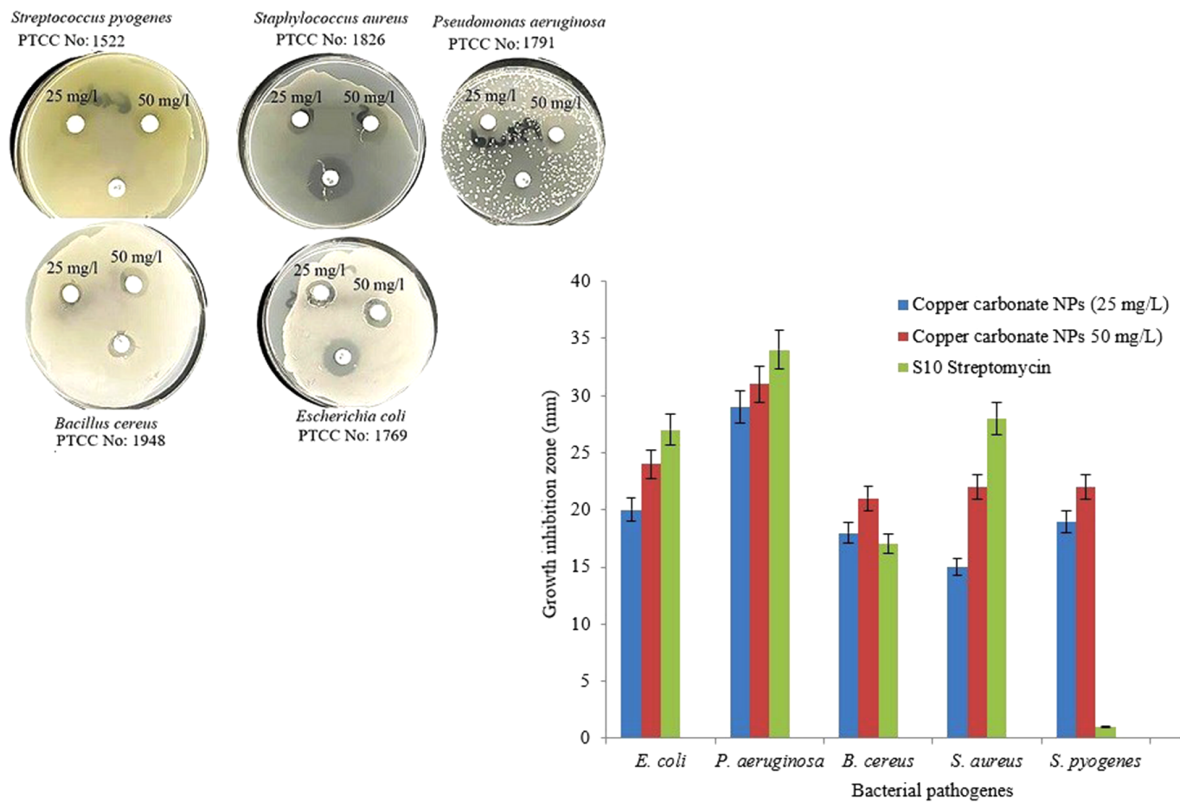 Streptococcus pyogenes
PTCC No: 1522
Staphylococcus aureus
PTCC No: 1826
Pseudomonas aeruginosa
PTCC No: 1791
25 mg/l
50 mg/l
25 mg/l
50 mg/l
25 mg/l
50 mg/l
25 mg/l
50 mg/l
25 mg/l
50 mg/l
Bacillus cereus
PTCC No: 1948
Escherichia coli
PTCC No: 1769
Growth inhibition zone (mm)
40
35
30
25
20
15
10
5
0
Copper carbonate NPs (25 mg/L)
Copper carbonate NPs 50 mg/L)
S10 Streptomycin
E. coli
P. aeruginosa
B. cereus
S. aureus
S. pyogenes
Bacterial pathogens